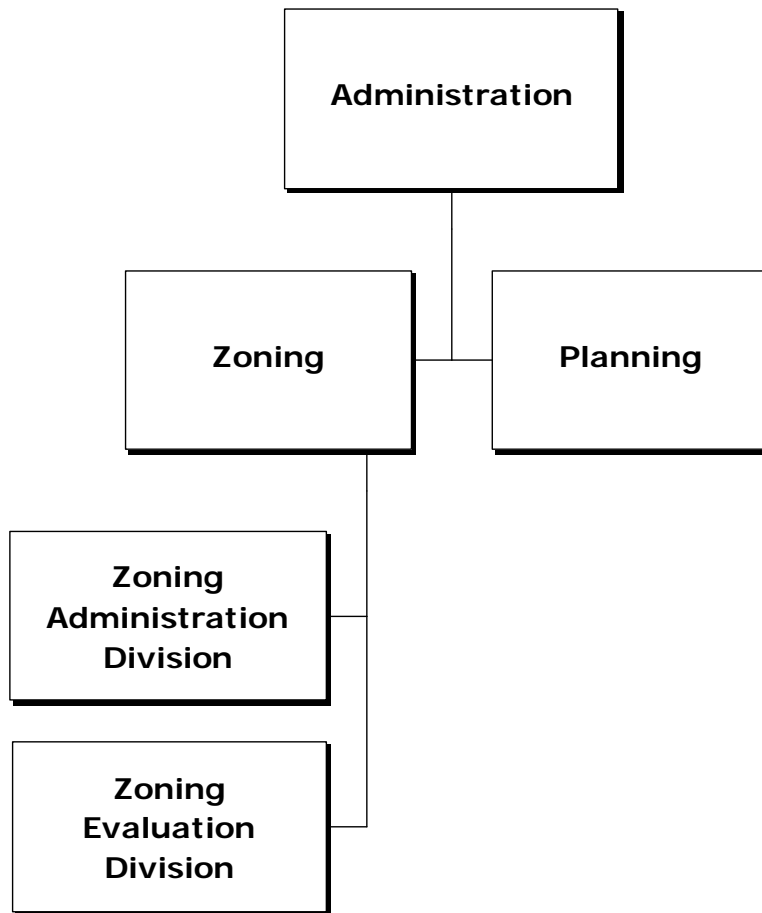 Administration
Zoning
Planning
Zoning
Administration
Division
Zoning
Evaluation
Division